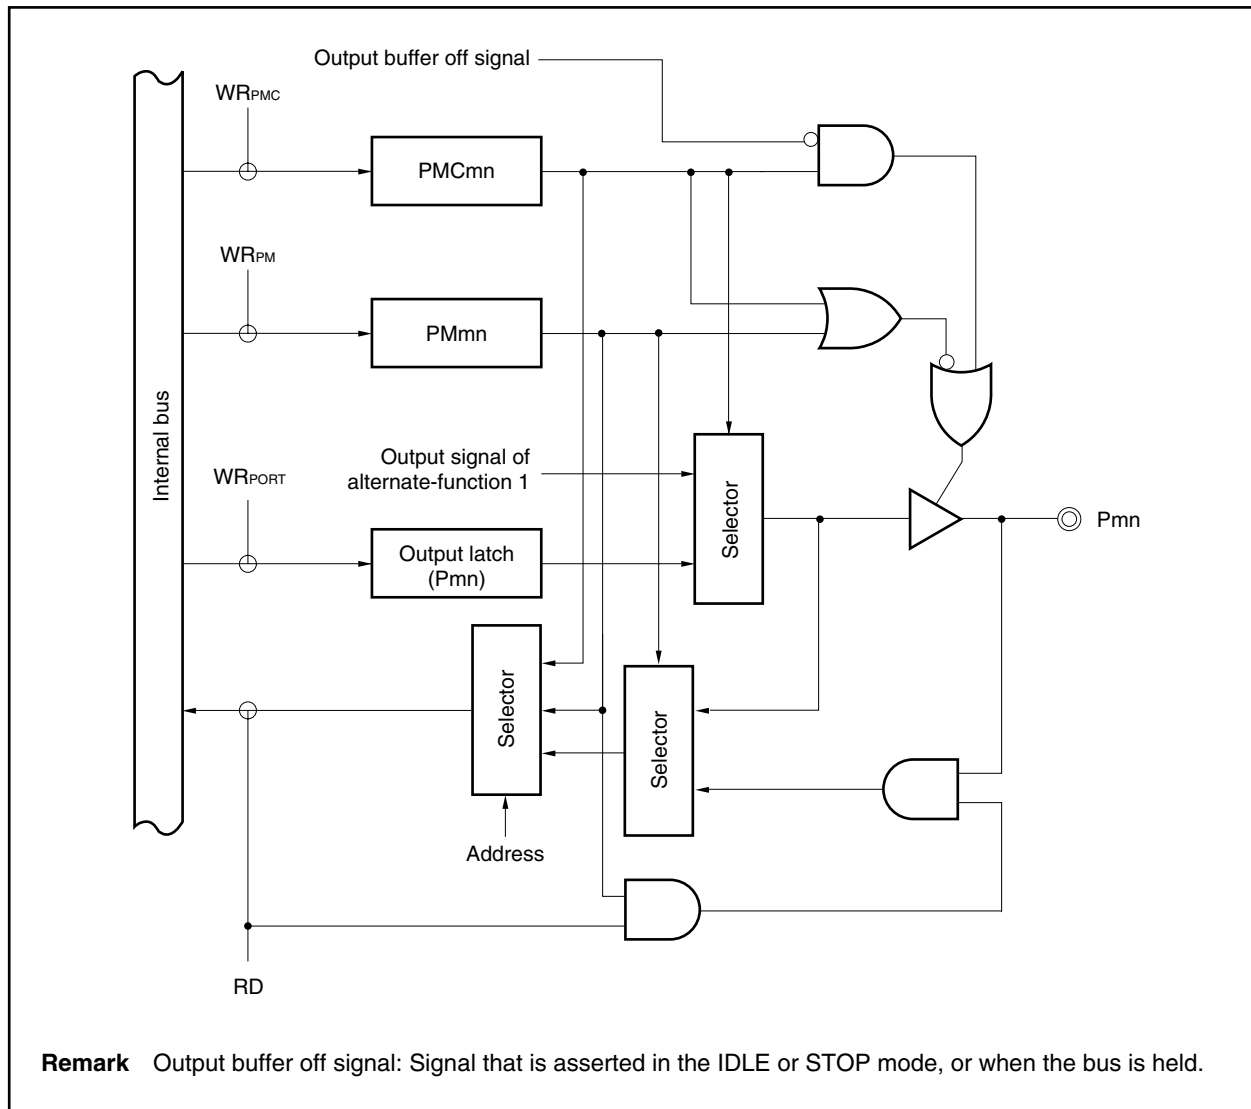 Output buffer off signal
WRPMC
PMCmn
WRPM
PMmn
Internal bus
Output signal of
alternate-function 1
Selector
WRPORT
Pmn
Output latch
(Pmn)
Selector
Selector
Address
RD
Remark Output buffer off signal: Signal that is asserted in the IDLE or STOP mode, or when the bus is held.